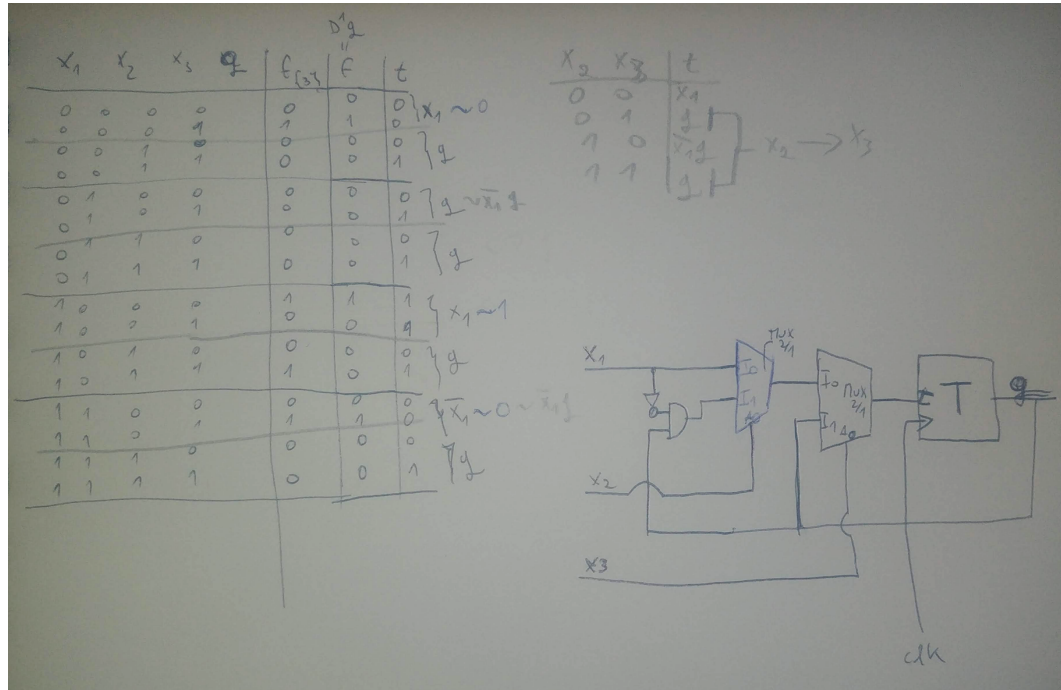 D¹q
"
x₁ x₂ x₃ q f{3} f t
0 0 0 0 0 0 0 } x₁ ~ 0
0 0 0 1 1 1 0
0 0 1 0 0 0 0 } q
0 0 1 1 0 0 1
0 1 0 0 0 0 0 } q ~ x̄₁q
0 1 0 1 0 0 1
0 1 1 0 0 0 0 } q
0 1 1 1 0 0 1
1 0 0 0 1 1 1 } x₁ ~ 1
1 0 0 1 0 0 1
1 0 1 0 0 0 0 } q
1 0 1 1 1 0 1
1 1 0 0 0 0 0 } x̄₁ ~ 0 ~ x̄₁q
1 1 0 1 1 1 0
1 1 1 0 0 0 0 } q
1 1 1 1 0 0 1
x₂ x₃ t
0 0 x₁
0 1 q
1 0 x̄₁q
1 1 q
x₂ → x₃
MUX
2/1
x1
I0
I1
A0
I0
MUX
2/1
I1
A0
T
q
x2
x3
clk